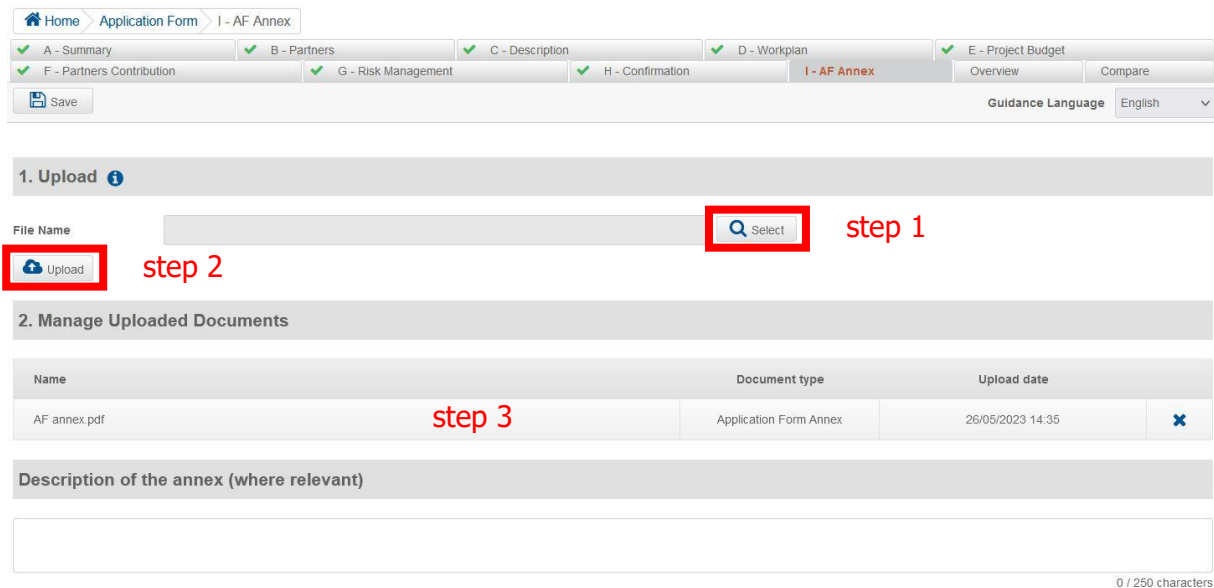 Home Application Form I - AF Annex
A - Summary B - Partners C - Description D - Workplan E - Project Budget
F - Partners Contribution G - Risk Management H - Confirmation I - AF Annex Overview Compare
Save Guidance Language English
1. Upload
File Name Select step 1
Upload step 2
2. Manage Uploaded Documents
Name Document type Upload date
AF annex.pdf step 3 Application Form Annex 26/05/2023 14:35
Description of the annex (where relevant)
0 / 250 characters